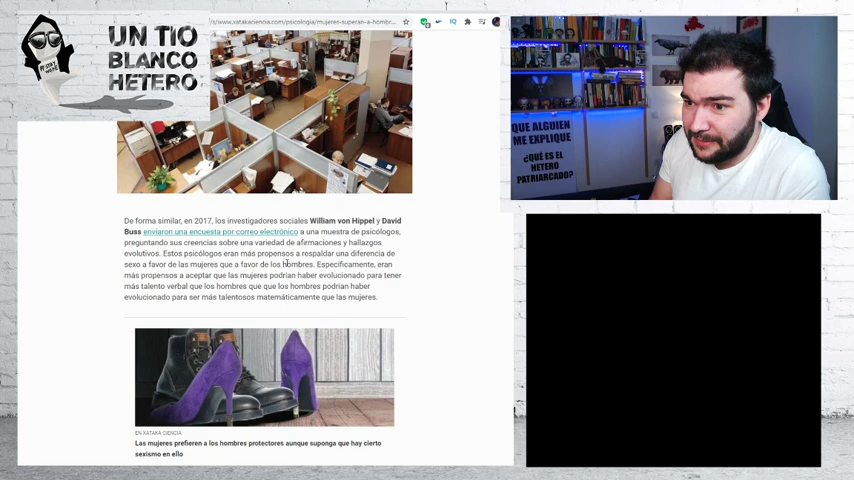 s/www.xatakaciencia.com/psicologia/mujeres-superan-a-hombr...
IQ
UN TIO
BLANCO
HETERO
De forma similar, en 2017, los investigadores sociales William von Hippel y David
Buss enviaron una encuesta por correo electrónico a una muestra de psicólogos,
preguntando sus creencias sobre una variedad de afirmaciones y hallazgos
evolutivos. Estos psicólogos eran más propensos a respaldar una diferencia de
sexo a favor de las mujeres que a favor de los hombres. Específicamente, eran
más propensos a aceptar que las mujeres podrían haber evolucionado para tener
más talento verbal que los hombres que que los hombres podrían haber
evolucionado para ser más talentosos matemáticamente que las mujeres.
EN XATAKA CIENCIA
Las mujeres prefieren a los hombres protectores aunque suponga que hay cierto
sexismo en ello
QUE ALGUIEN
ME EXPLIQUE
¿QUÉ ES EL
HETERO
PATRIARCADO?